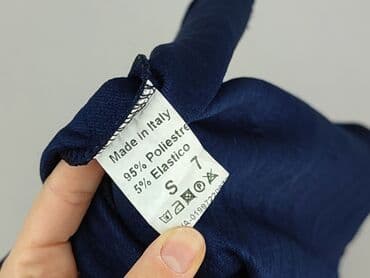 Made in Italy
95% Poliestre
5% Elastico
S 7